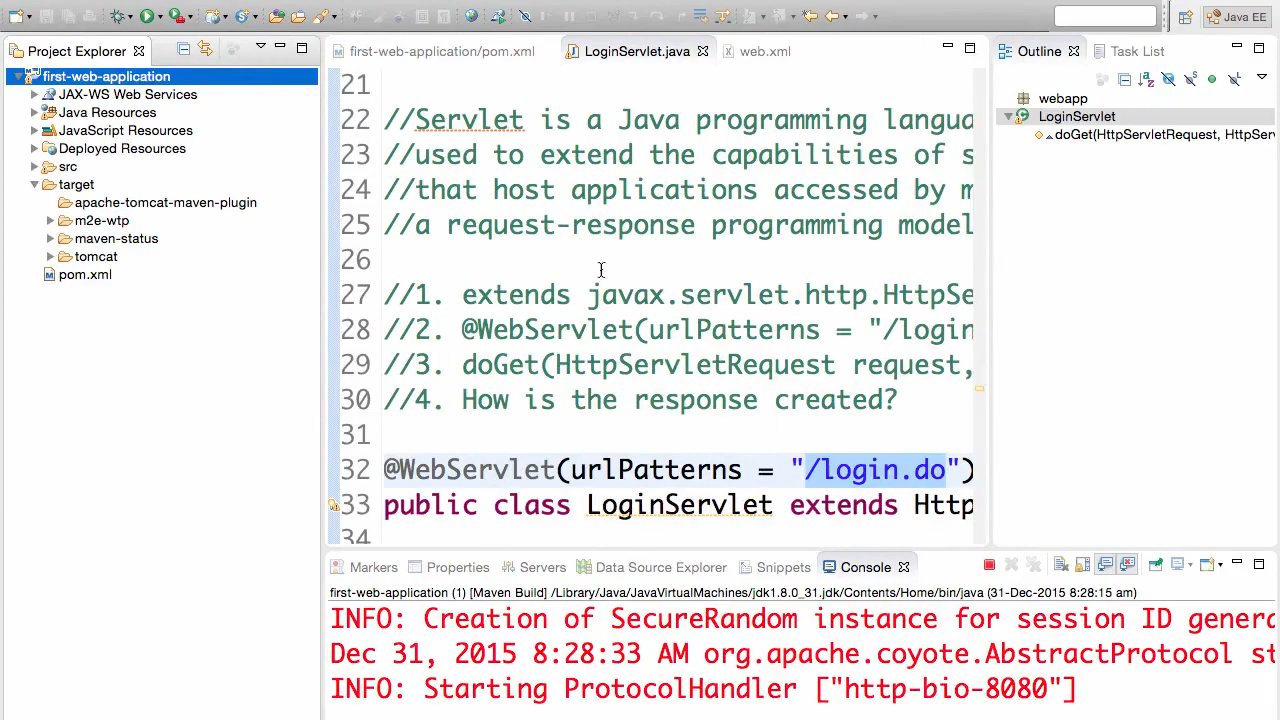 Java EE
Project Explorer
first-web-application/pom.xml
LoginServlet.java
web.xml
Outline
Task List
first-web-application
JAX-WS Web Services
Java Resources
JavaScript Resources
Deployed Resources
src
target
apache-tomcat-maven-plugin
m2e-wtp
maven-status
tomcat
pom.xml
21
22 //Servlet is a Java programming langua
23 //used to extend the capabilities of s
24 //that host applications accessed by m
25 //a request-response programming model
26
27 //1. extends javax.servlet.http.HttpSe
28 //2. @WebServlet(urlPatterns = "/login
29 //3. doGet(HttpServletRequest request,
30 //4. How is the response created?
31
32 @WebServlet(urlPatterns = "/login.do")
33 public class LoginServlet extends Http
34
webapp
LoginServlet
doGet(HttpServletRequest, HttpServ
Markers
Properties
Servers
Data Source Explorer
Snippets
Console
first-web-application (1) [Maven Build] /Library/Java/JavaVirtualMachines/jdk1.8.0_31.jdk/Contents/Home/bin/java (31-Dec-2015 8:28:15 am)
INFO: Creation of SecureRandom instance for session ID genera
Dec 31, 2015 8:28:33 AM org.apache.coyote.AbstractProtocol st
INFO: Starting ProtocolHandler ["http-bio-8080"]